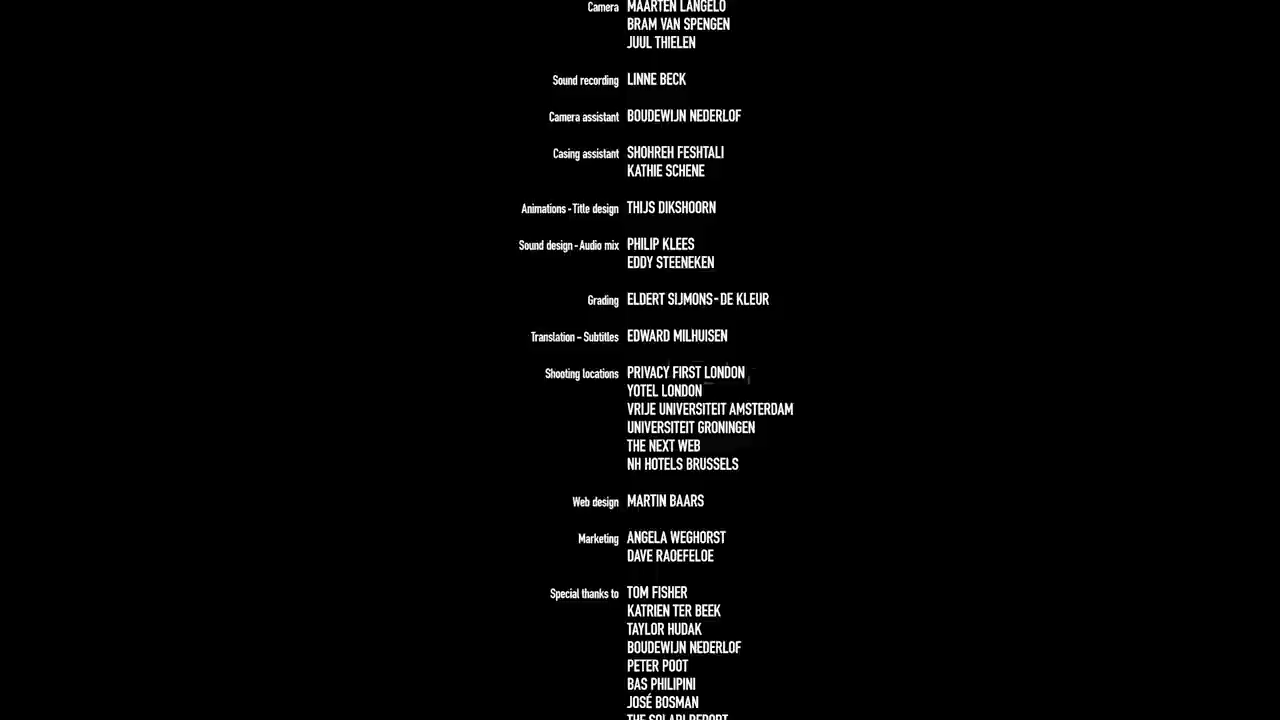 Camera MAARTEN LANGELO
BRAM VAN SPENGEN
JUUL THIELEN
Sound recording LINNE BECK
Camera assistant BOUDEWIJN NEDERLOF
Casing assistant SHOHREH FESHTALI
KATHIE SCHENE
Animations - Title design THIJS DIKSHOORN
Sound design - Audio mix PHILIP KLEES
EDDY STEENEKEN
Grading ELDERT SIJMONS - DE KLEUR
Translation - Subtitles EDWARD MILHUISEN
Shooting locations PRIVACY FIRST LONDON
YOTEL LONDON
VRIJE UNIVERSITEIT AMSTERDAM
UNIVERSITEIT GRONINGEN
THE NEXT WEB
NH HOTELS BRUSSELS
Web design MARTIN BAARS
Marketing ANGELA WEGHORST
DAVE RAOEFELOE
Special thanks to TOM FISHER
KATRIEN TER BEEK
TAYLOR HUDAK
BOUDEWIJN NEDERLOF
PETER POOT
BAS PHILIPINI
JOSÉ BOSMAN
THE SOLARI REPORT